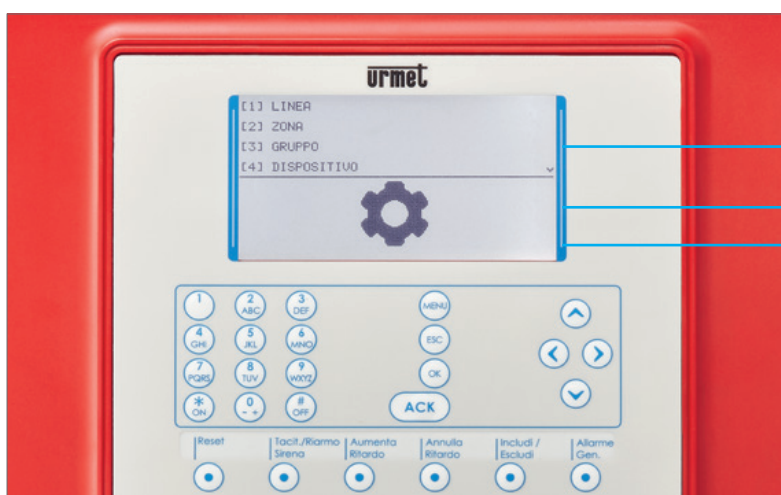 urmet
[1] LINEA
[2] ZONA
[3] GRUPPO
[4] DISPOSITIVO
1
2 ABC
3 DEF
MENU
4 GHI
5 JKL
6 MNO
ESC
7 PQRS
8 TUV
9 WXYZ
OK
* ON
0 - +
# OFF
ACK
Reset
Tacit./Riarmo
Sirena
Aumenta
Ritardo
Annulla
Ritardo
Includi /
Escludi
Allarme
Gen.